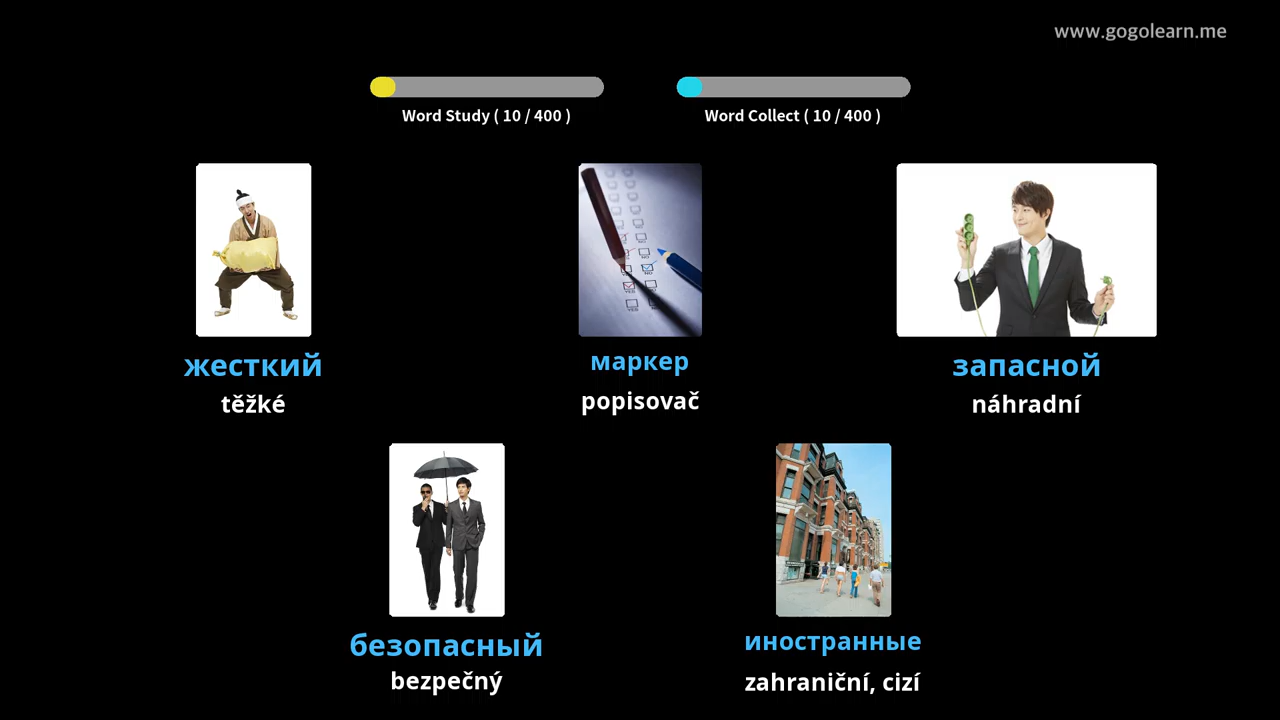 www.gogolearn.me
Word Study ( 10 / 400 )
Word Collect ( 10 / 400 )
жесткий
těžké
маркер
popisovač
запасной
náhradní
безопасный
bezpečný
иностранные
zahraniční, cizí